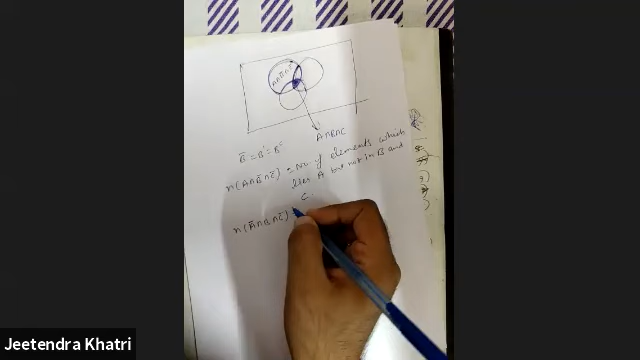 A∩B̅∩C̅
A∩B∩C
B̅ = B' = Bᶜ
n(A∩B̅∩C̅) = No of elements which
lies A but not in B and
C.
n(A̅∩B∩C̅)
Jeetendra Khatri